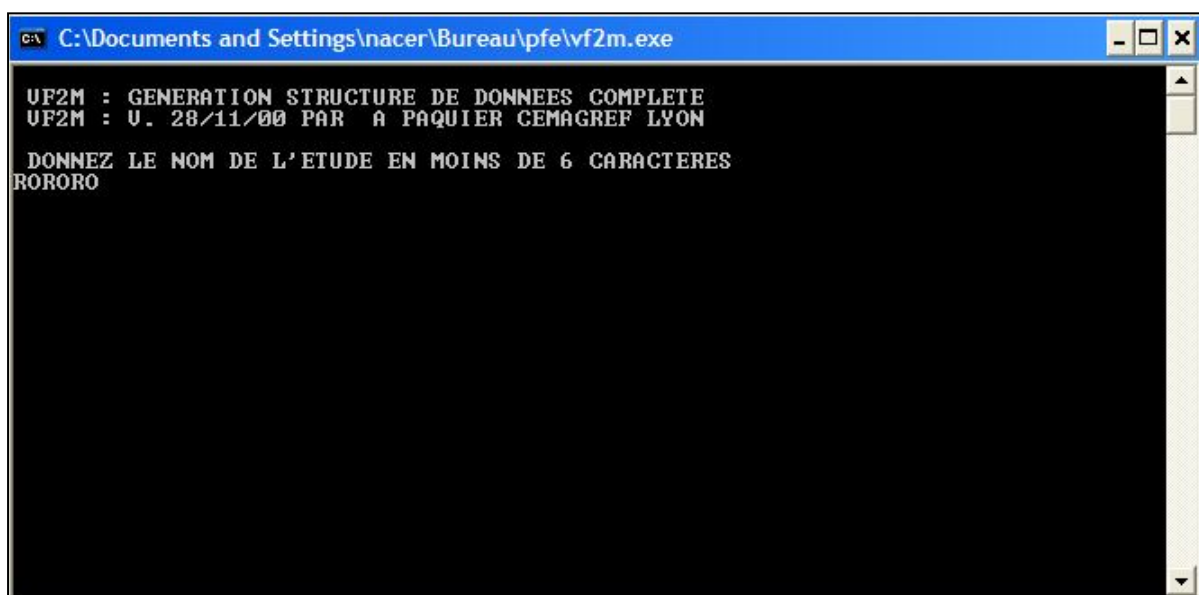 C:\Documents and Settings\nacer\Bureau\pfe\vf2m.exe
VF2M : GENERATION STRUCTURE DE DONNEES COMPLETE
VF2M : V. 28/11/00 PAR A PAQUIER CEMAGREF LYON
DONNEZ LE NOM DE L'ETUDE EN MOINS DE 6 CARACTERES
RORORO